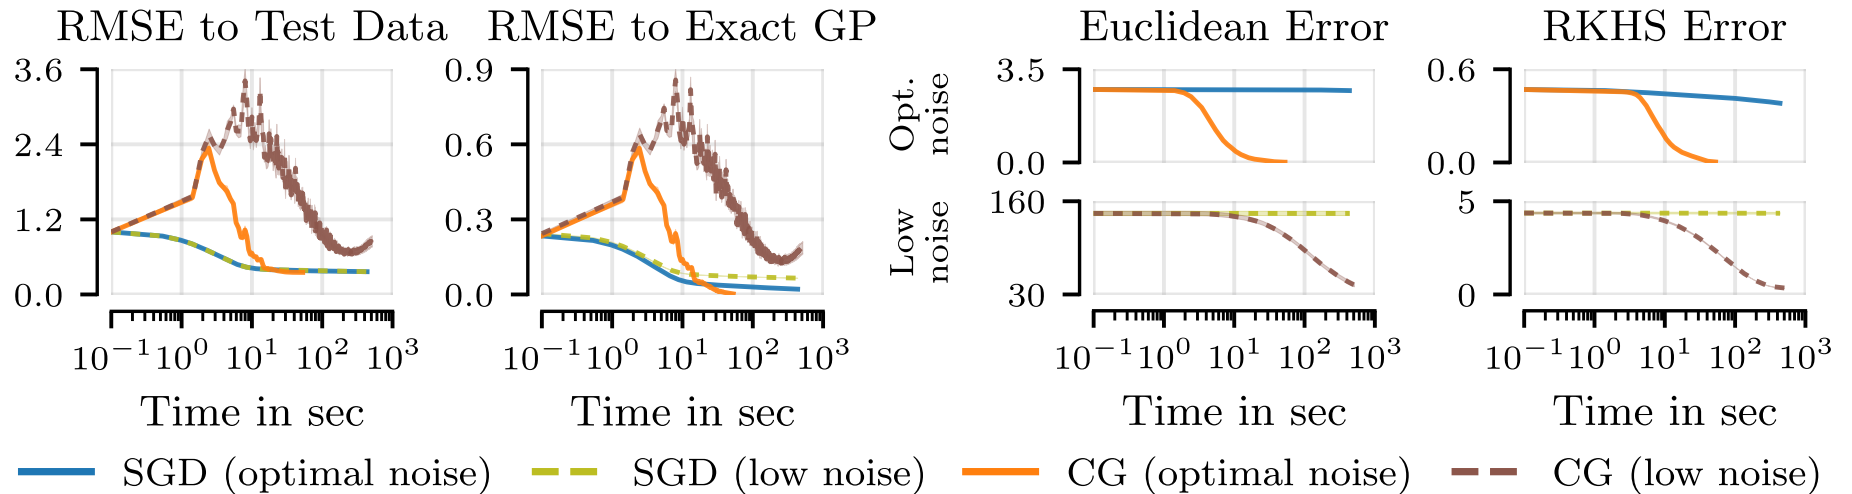 RMSE to Test Data
3.6
2.4
1.2
0.0
10⁻¹ 10⁰ 10¹ 10² 10³
Time in sec
RMSE to Exact GP
0.9
0.6
0.3
0.0
10⁻¹ 10⁰ 10¹ 10² 10³
Time in sec
Euclidean Error
Opt.
noise
3.5
0.0
Low
noise
160
30
10⁻¹ 10⁰ 10¹ 10² 10³
Time in sec
RKHS Error
0.6
0.0
5
0
10⁻¹ 10⁰ 10¹ 10² 10³
Time in sec
SGD (optimal noise) SGD (low noise) CG (optimal noise) CG (low noise)